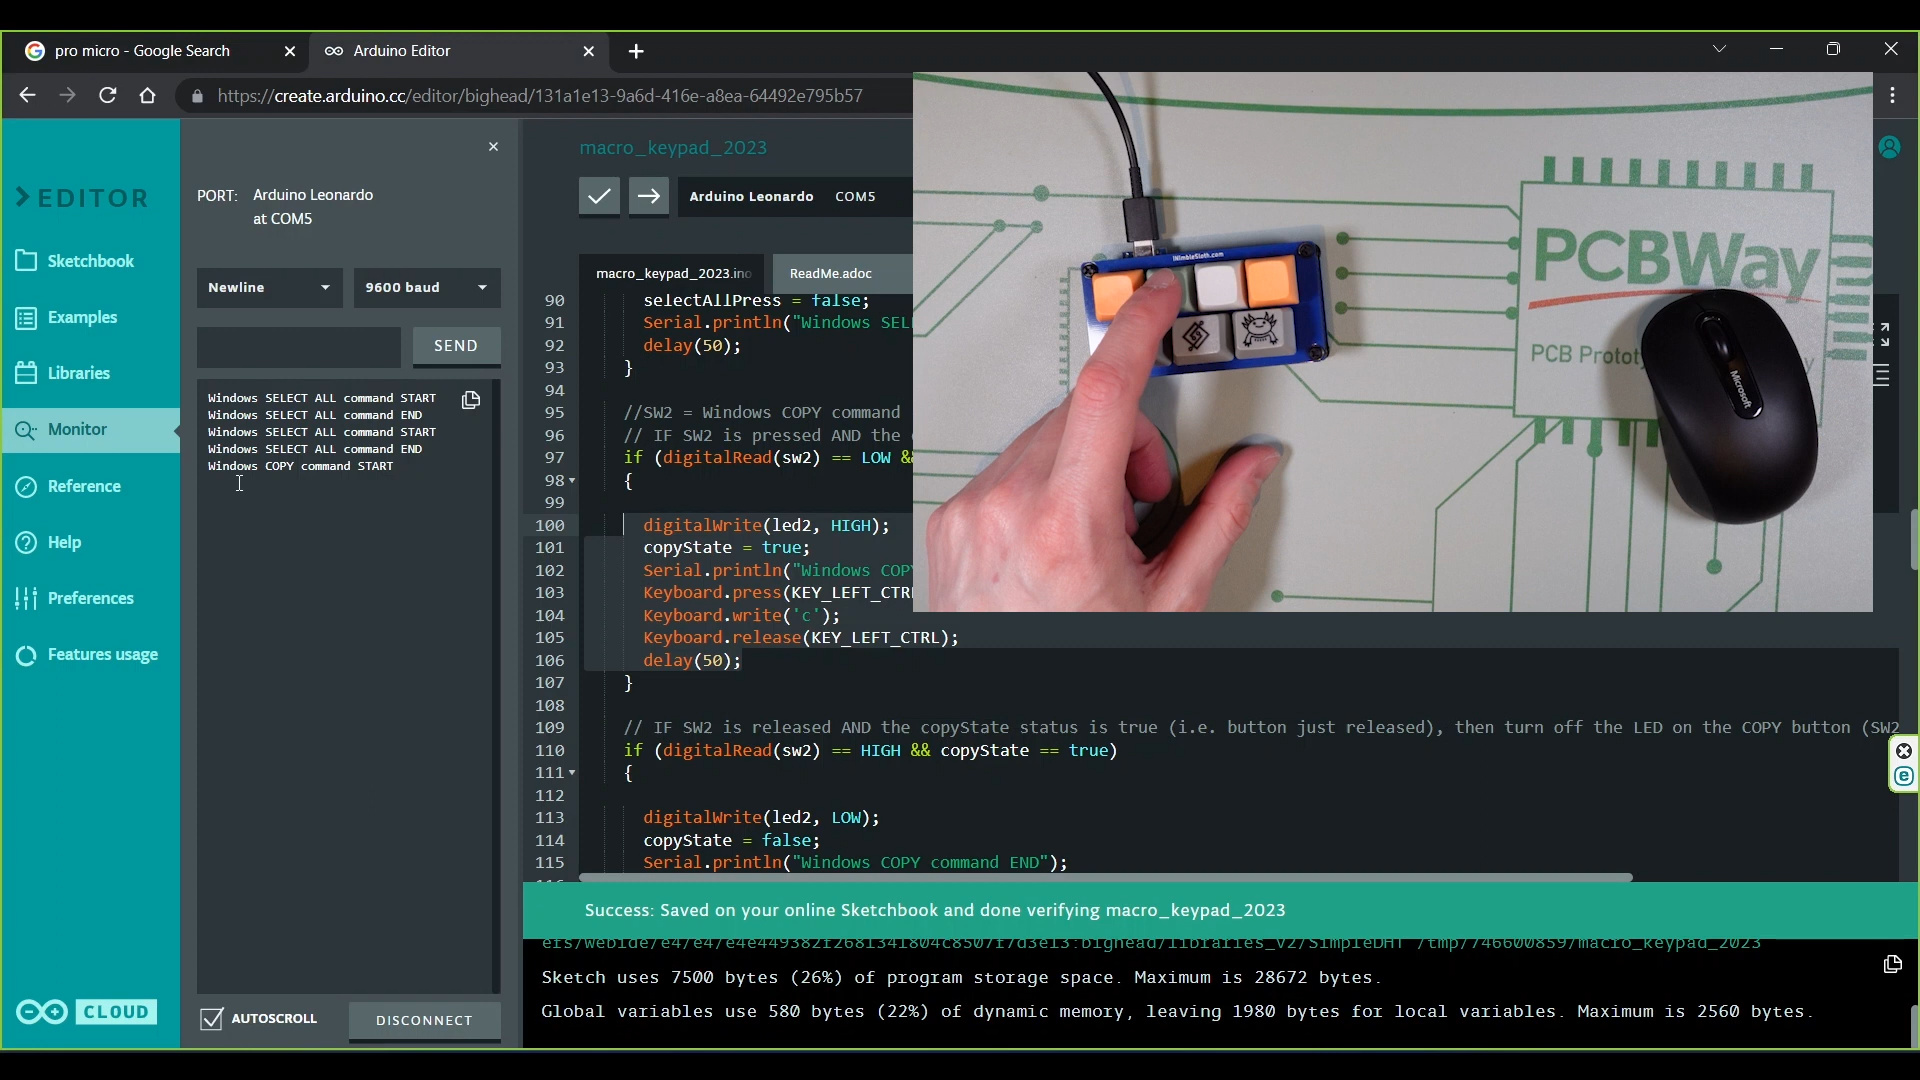 pro micro - Google Search
Arduino Editor
https://create.arduino.cc/editor/bighead/131a1e13-9a6d-416e-a8ea-64492e795b57
EDITOR
Sketchbook
Examples
Libraries
Monitor
Reference
Help
Preferences
Features usage
CLOUD
PORT: Arduino Leonardo
at COM5
Newline
9600 baud
SEND
Windows SELECT ALL command START
Windows SELECT ALL command END
Windows SELECT ALL command START
Windows SELECT ALL command END
Windows COPY command START
AUTOSCROLL
DISCONNECT
macro_keypad_2023
Arduino Leonardo COM5
macro_keypad_2023.ino
ReadMe.adoc
90 selectAllPress = false;
91 Serial.println("Windows SEL
92 delay(50);
93 }
94
95 //SW2 = Windows COPY command
96 // IF SW2 is pressed AND the
97 if (digitalRead(sw2) == LOW &
98 {
99
100 digitalWrite(led2, HIGH);
101 copyState = true;
102 Serial.println("Windows COP
103 Keyboard.press(KEY_LEFT_CTR
104 Keyboard.write('c');
105 Keyboard.release(KEY_LEFT_CTRL);
106 delay(50);
107 }
108
109 // IF SW2 is released AND the copyState status is true (i.e. button just released), then turn off the LED on the COPY button (SW2
110 if (digitalRead(sw2) == HIGH && copyState == true)
111 {
112
113 digitalWrite(led2, LOW);
114 copyState = false;
115 Serial.println("Windows COPY command END");
Success: Saved on your online Sketchbook and done verifying macro_keypad_2023
Sketch uses 7500 bytes (26%) of program storage space. Maximum is 28672 bytes.
Global variables use 580 bytes (22%) of dynamic memory, leaving 1980 bytes for local variables. Maximum is 2560 bytes.
PCBWay
Microsoft